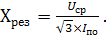 Xрез = Uср / √3×Iпо.